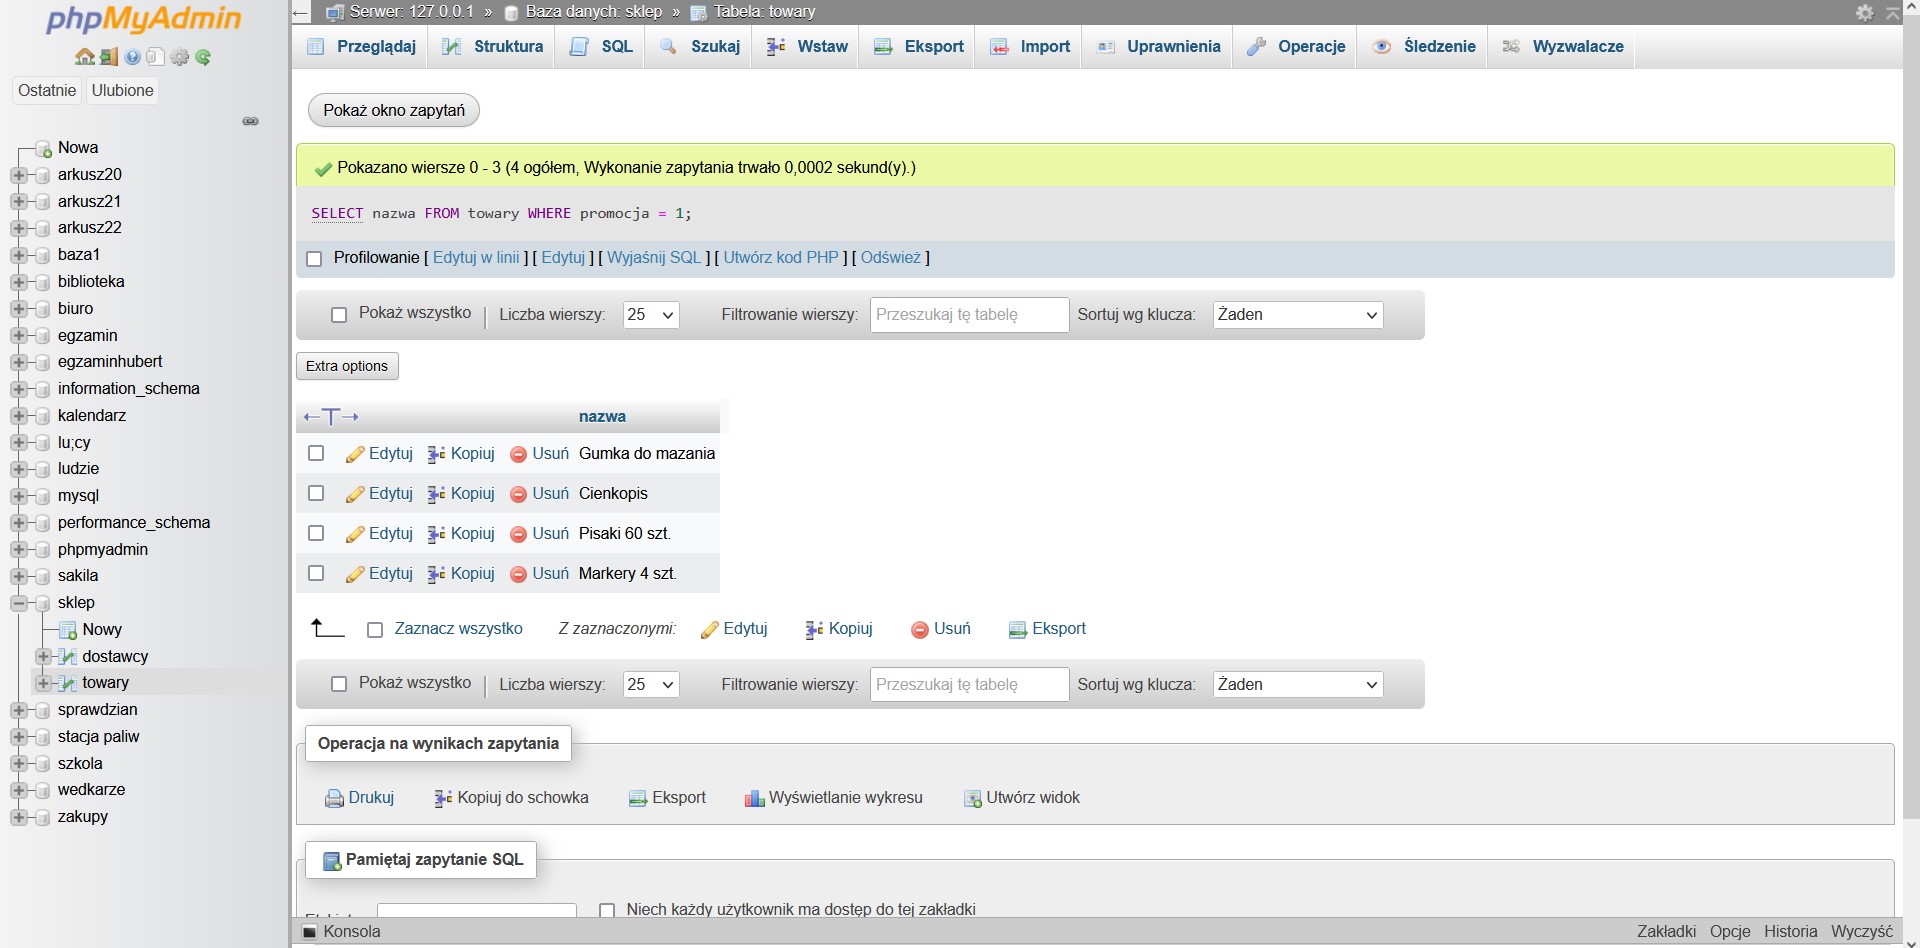 phpMyAdmin
Ostatnie Ulubione
Nowa
arkusz20
arkusz21
arkusz22
baza1
biblioteka
biuro
egzamin
egzaminhubert
information_schema
kalendarz
lu;cy
ludzie
mysql
performance_schema
phpmyadmin
sakila
sklep
Nowy
dostawcy
towary
sprawdzian
stacja paliw
szkola
wedkarze
zakupy
Serwer: 127.0.0.1 » Baza danych: sklep » Tabela: towary
Przeglądaj Struktura SQL Szukaj Wstaw Eksport Import Uprawnienia Operacje Śledzenie Wyzwalacze
Pokaż okno zapytań
Pokazano wiersze 0 - 3 (4 ogółem, Wykonanie zapytania trwało 0,0002 sekund(y).)
SELECT nazwa FROM towary WHERE promocja = 1;
Profilowanie [ Edytuj w linii ] [ Edytuj ] [ Wyjaśnij SQL ] [ Utwórz kod PHP ] [ Odśwież ]
Pokaż wszystko | Liczba wierszy: 25 Filtrowanie wierszy: Przeszukaj tę tabelę Sortuj wg klucza: Żaden
Extra options
←T→ nazwa
Edytuj Kopiuj Usuń Gumka do mazania
Edytuj Kopiuj Usuń Cienkopis
Edytuj Kopiuj Usuń Pisaki 60 szt.
Edytuj Kopiuj Usuń Markery 4 szt.
Zaznacz wszystko Z zaznaczonymi: Edytuj Kopiuj Usuń Eksport
Pokaż wszystko | Liczba wierszy: 25 Filtrowanie wierszy: Przeszukaj tę tabelę Sortuj wg klucza: Żaden
Operacja na wynikach zapytania
Drukuj Kopiuj do schowka Eksport Wyświetlanie wykresu Utwórz widok
Pamiętaj zapytanie SQL
Niech każdy użytkownik ma dostęp do tej zakładki
Konsola Zakładki Opcje Historia Wyczyść